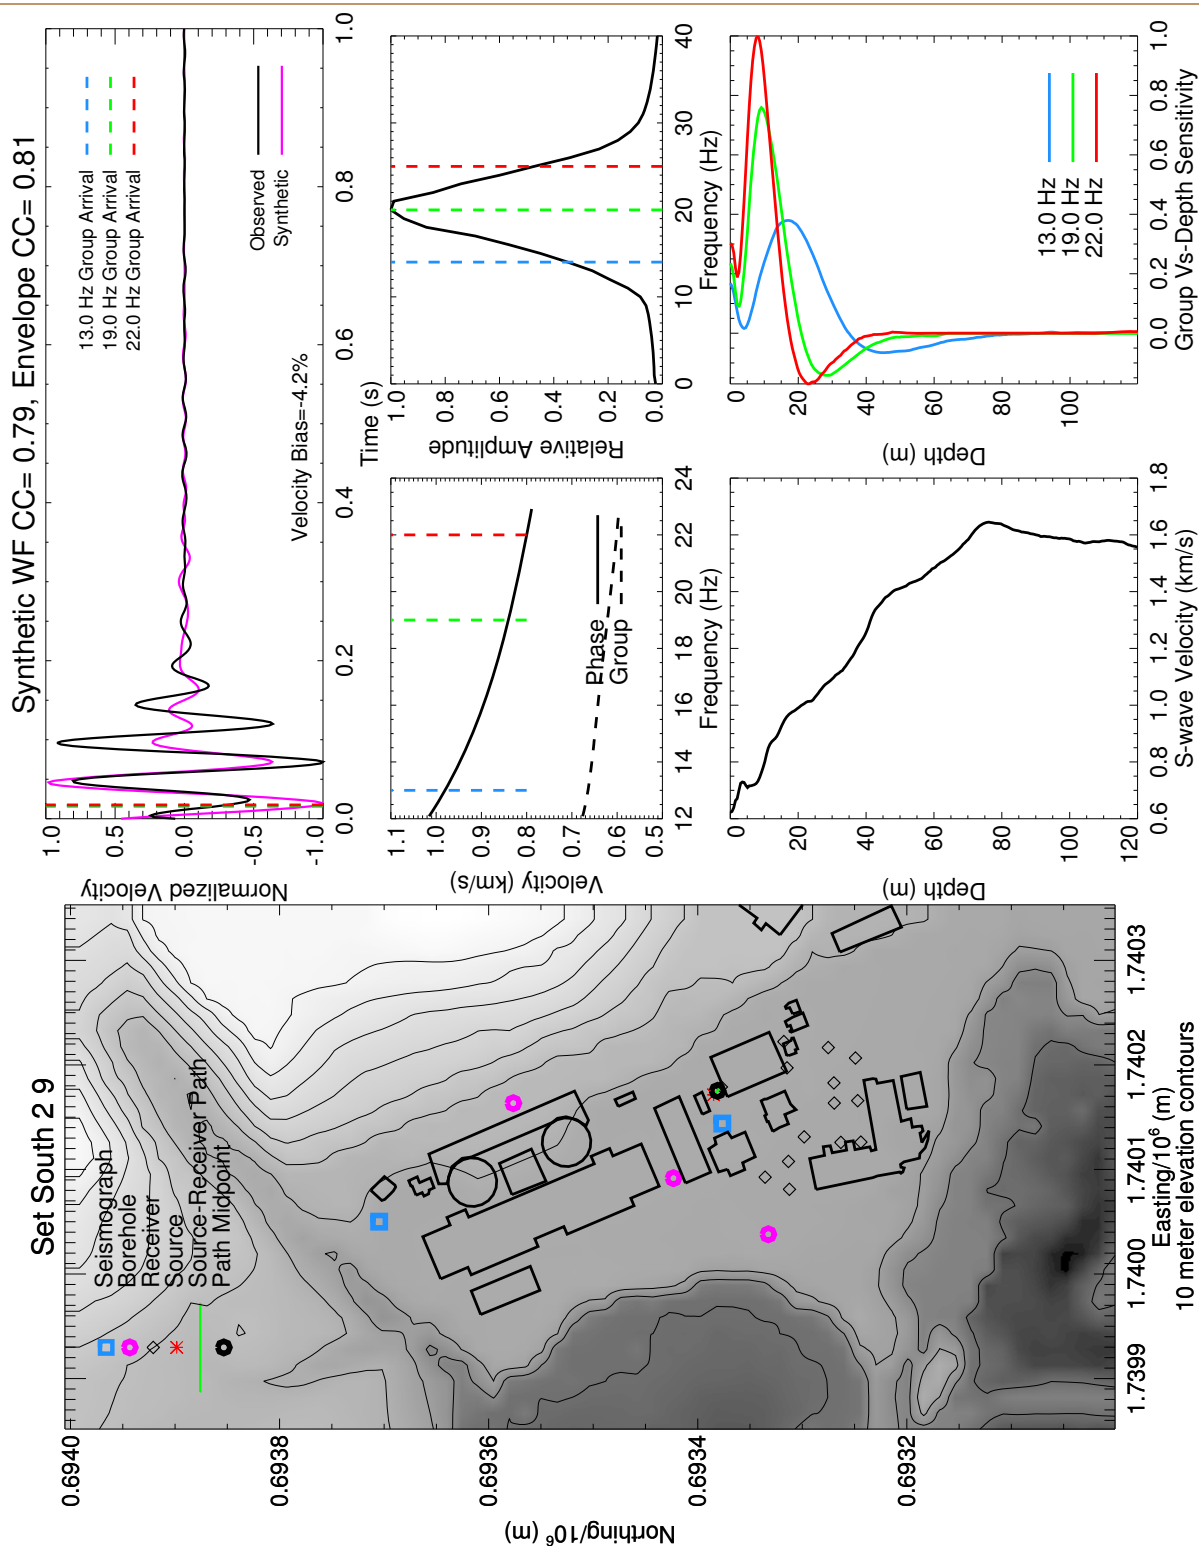 Set South 2 9
Seismograph
Borehole
Receiver
Source
Source-Receiver Path
Path Midpoint
0.6940
0.6938
0.6936
0.6934
0.6932
Northing/10⁶ (m)
1.7399
1.7400
1.7401
1.7402
1.7403
Easting/10⁶ (m)
10 meter elevation contours
Synthetic WF CC= 0.79, Envelope CC= 0.81
1.0
0.5
0.0
-0.5
-1.0
Normalized Velocity
13.0 Hz Group Arrival
19.0 Hz Group Arrival
22.0 Hz Group Arrival
Observed
Synthetic
Velocity Bias=-4.2%
0.0
0.2
0.4
0.6
0.8
1.0
Time (s)
1.1
1.0
0.9
0.8
0.7
0.6
0.5
Velocity (km/s)
Phase
Group
12
14
16
18
20
22
24
Frequency (Hz)
1.0
0.8
0.6
0.4
0.2
0.0
Relative Amplitude
0
10
20
30
40
Frequency (Hz)
0
20
40
60
80
100
120
Depth (m)
0.6
0.8
1.0
1.2
1.4
1.6
1.8
S-wave Velocity (km/s)
0
20
40
60
80
100
Depth (m)
13.0 Hz
19.0 Hz
22.0 Hz
0.0
0.2
0.4
0.6
0.8
1.0
Group Vs-Depth Sensitivity